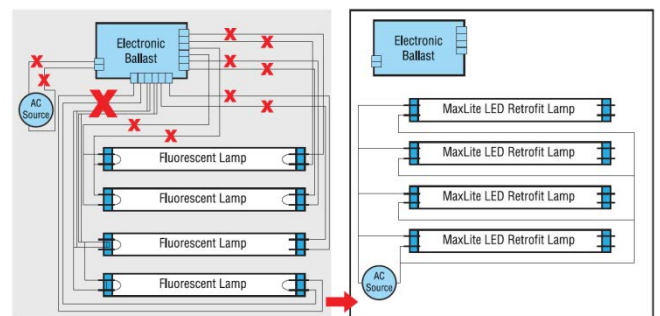 Electronic
Ballast
AC
Source
Fluorescent Lamp
Fluorescent Lamp
Fluorescent Lamp
Fluorescent Lamp
Electronic
Ballast
MaxLite LED Retrofit Lamp
MaxLite LED Retrofit Lamp
MaxLite LED Retrofit Lamp
MaxLite LED Retrofit Lamp
AC
Source